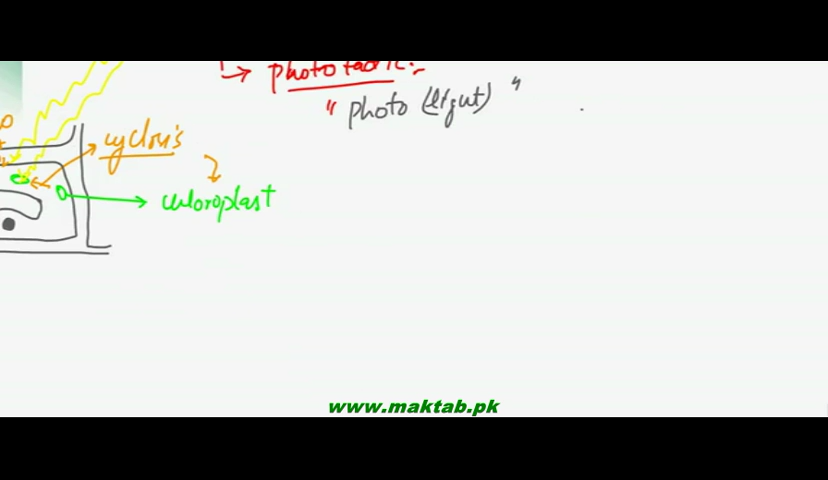 phototactic :-
" photo (light) "
cyclosis
chloroplast
www.maktab.pk